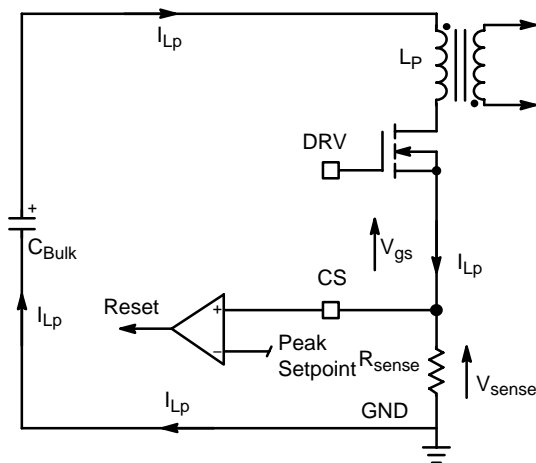 I_Lp
L_P
DRV
+
C_Bulk
V_gs
I_Lp
CS
I_Lp
Reset
+
−
Peak
Setpoint
R_sense
V_sense
I_Lp
GND